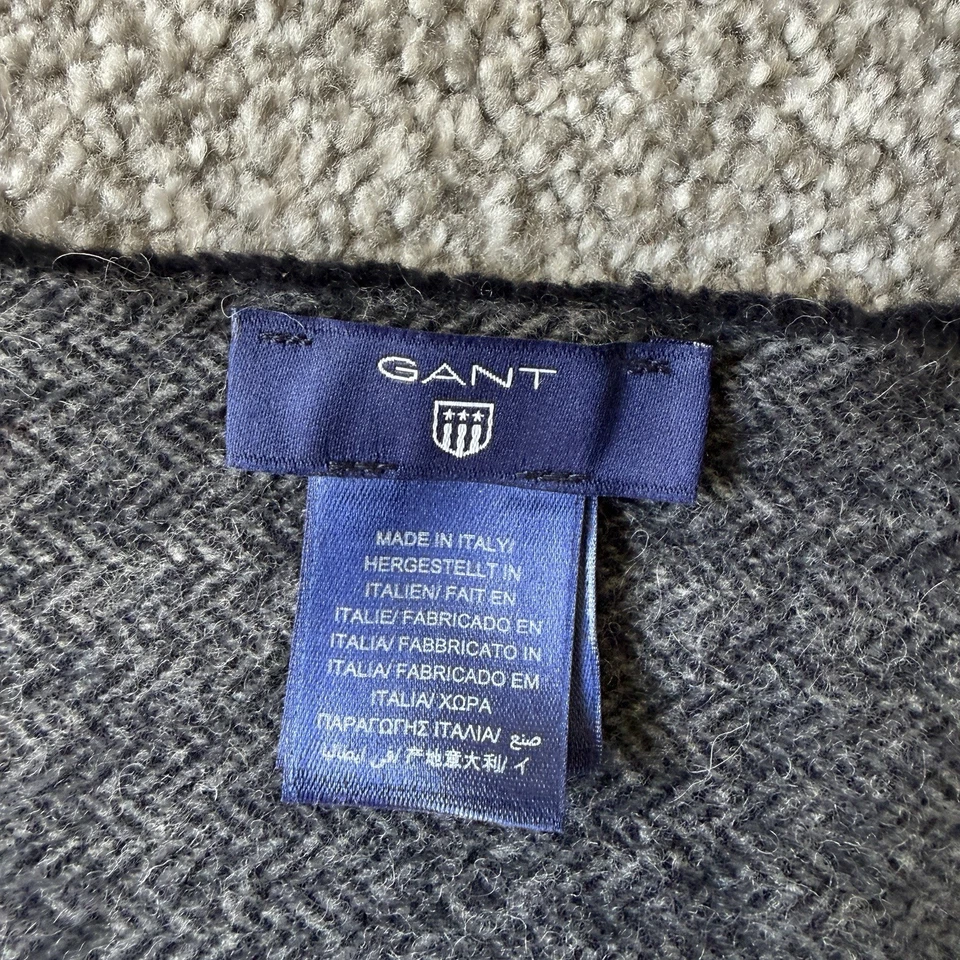 GANT
MADE IN ITALY/
HERGESTELLT IN
ITALIEN/ FAIT EN
ITALIE/ FABRICADO EN
ITALIA/ FABBRICATO IN
ITALIA/ FABRICADO EM
ITALIA/ ΧΩΡΑ
ΠΑΡΑΓΩΓΗΣ ΙΤΑΛΙΑ/ صنع
في ايطاليا/ 产地意大利/ イ